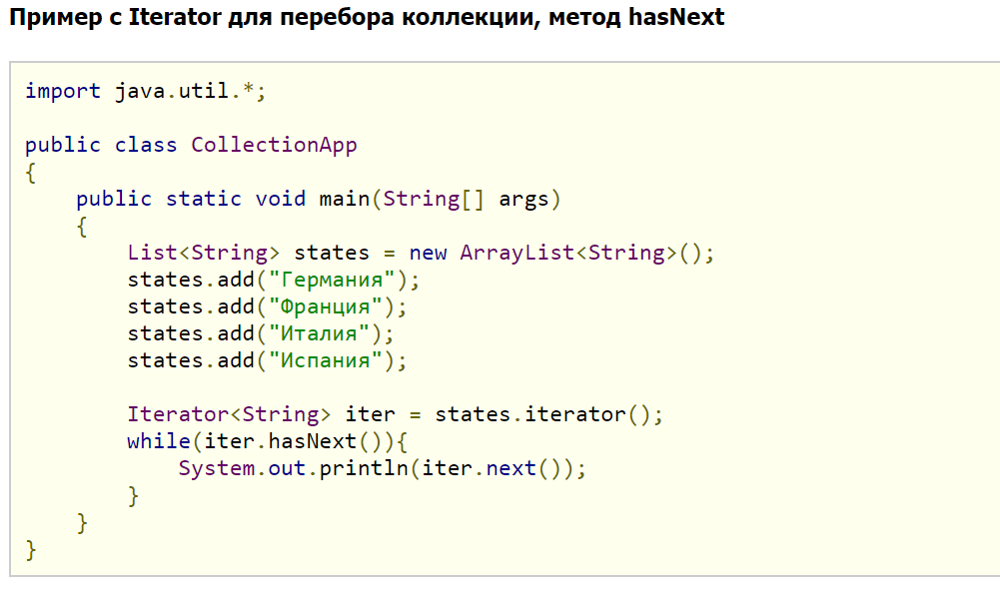 Пример с Iterator для перебора коллекции, метод hasNext
import java.util.*;
public class CollectionApp
{
    public static void main(String[] args)
    {
        List<String> states = new ArrayList<String>();
        states.add("Германия");
        states.add("Франция");
        states.add("Италия");
        states.add("Испания");
        Iterator<String> iter = states.iterator();
        while(iter.hasNext()){
            System.out.println(iter.next());
        }
    }
}